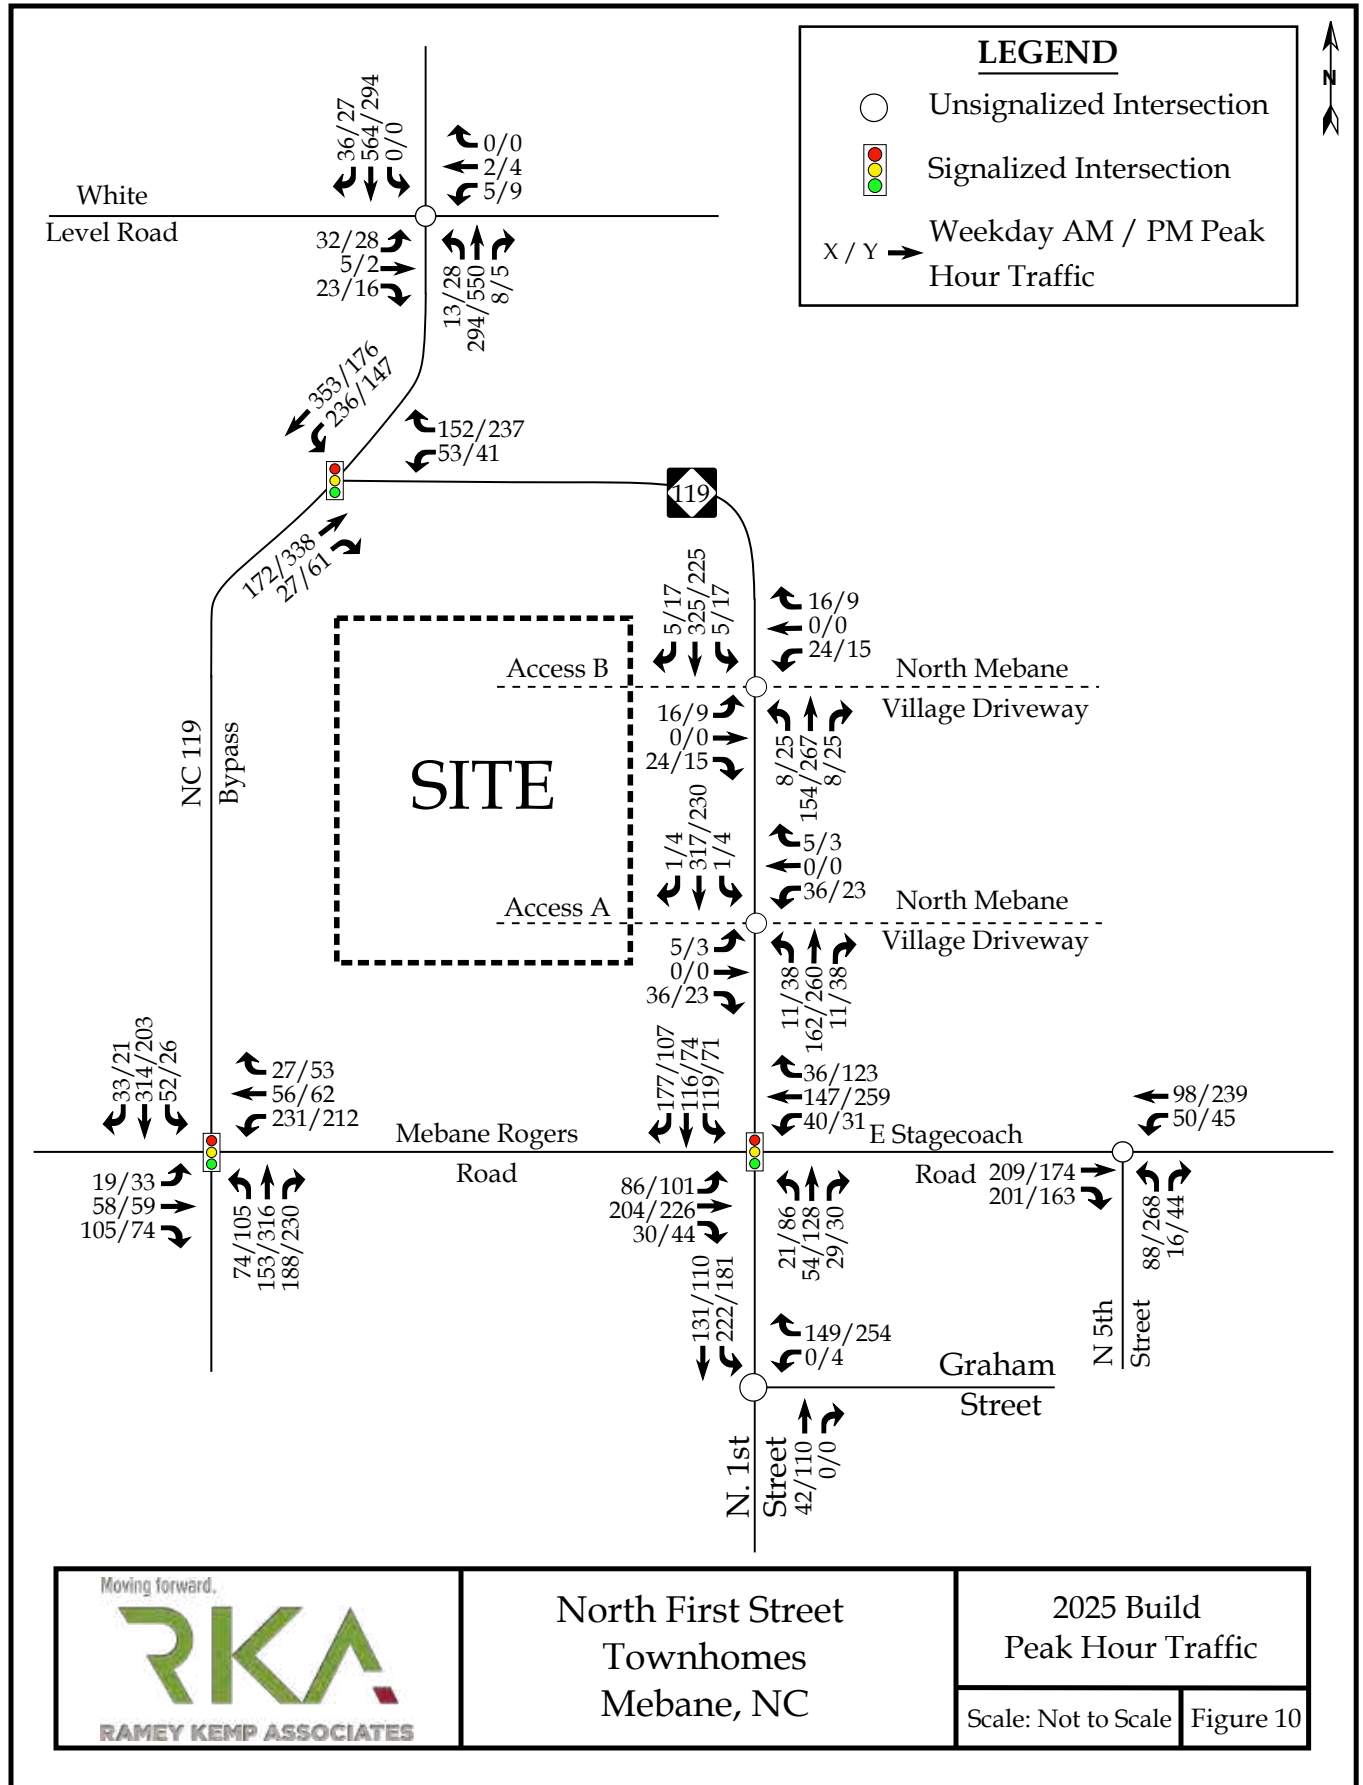 LEGEND
Unsignalized Intersection
Signalized Intersection
X / Y
Weekday AM / PM Peak
Hour Traffic
N
36/27
564/294
0/0
0/0
2/4
5/9
White
Level Road
32/28
5/2
23/16
13/28
294/550
8/5
353/176
236/147
152/237
53/41
119
172/338
27/61
5/17
325/225
5/17
16/9
0/0
24/15
Access B
North Mebane
Village Driveway
16/9
0/0
24/15
8/25
154/267
8/25
NC 119
Bypass
SITE
1/4
317/230
1/4
5/3
0/0
36/23
Access A
North Mebane
Village Driveway
5/3
0/0
36/23
11/38
162/260
11/38
33/21
314/203
52/26
27/53
56/62
231/212
177/107
116/74
119/71
36/123
147/259
40/31
98/239
50/45
Mebane Rogers
Road
E Stagecoach
Road
19/33
58/59
105/74
74/105
153/316
188/230
86/101
204/226
30/44
21/86
54/128
29/30
209/174
201/163
88/268
16/44
N 5th
Street
131/110
222/181
149/254
0/4
Graham
Street
N. 1st
Street
42/110
0/0
Moving forward.
RKA
RAMEY KEMP ASSOCIATES
North First Street
Townhomes
Mebane, NC
2025 Build
Peak Hour Traffic
Scale: Not to Scale
Figure 10